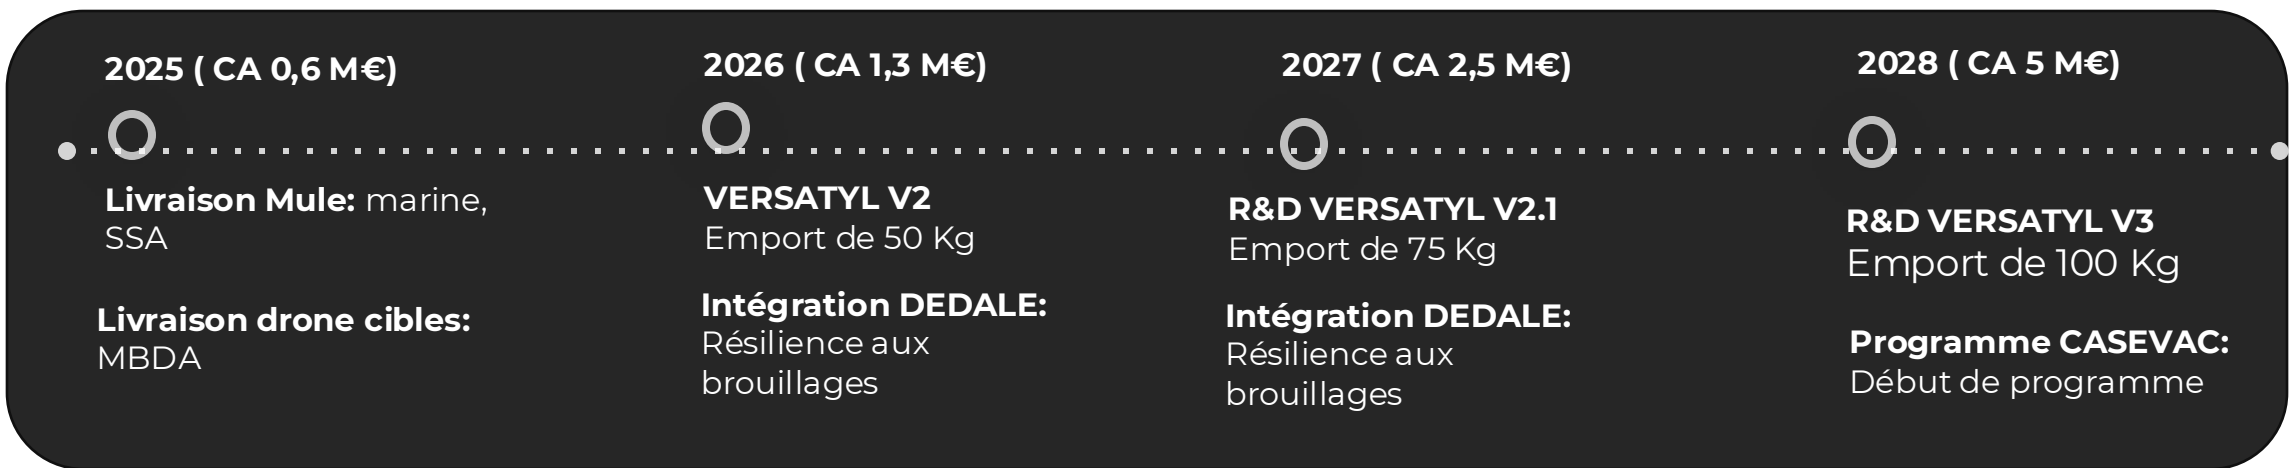 2025 ( CA 0,6 M€)
Livraison Mule: marine,
SSA
Livraison drone cibles:
MBDA
2026 ( CA 1,3 M€)
VERSATYL V2
Emport de 50 Kg
Intégration DEDALE:
Résilience aux
brouillages
2027 ( CA 2,5 M€)
R&D VERSATYL V2.1
Emport de 75 Kg
Intégration DEDALE:
Résilience aux
brouillages
2028 ( CA 5 M€)
R&D VERSATYL V3
Emport de 100 Kg
Programme CASEVAC:
Début de programme